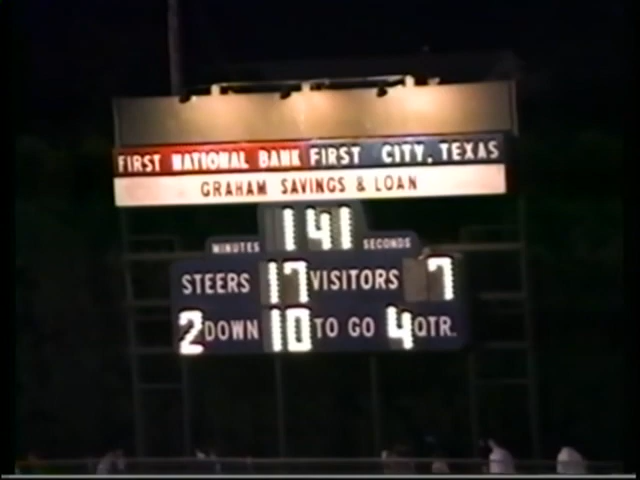 FIRST NATIONAL BANK FIRST CITY, TEXAS
GRAHAM SAVINGS & LOAN
MINUTES 1 41 SECONDS
STEERS 17 VISITORS 7
2 DOWN 10 TO GO 4 QTR.